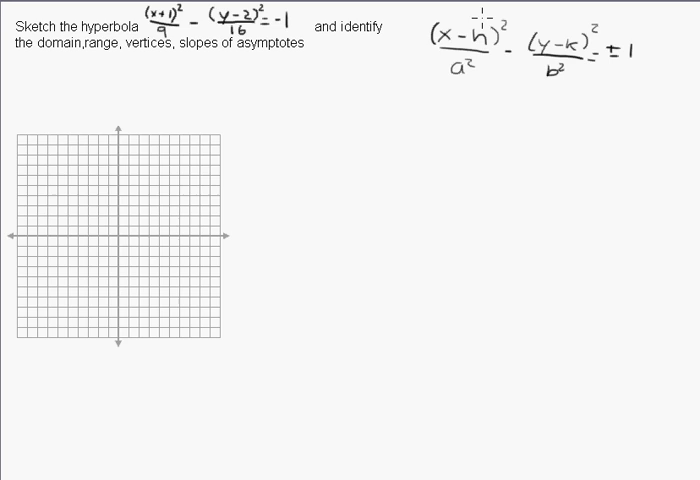 Sketch the hyperbola (x+1)²/9 - (y-2)²/16 = -1 and identify
the domain,range, vertices, slopes of asymptotes
(x-h)²/a² - (y-k)²/b² = ±1